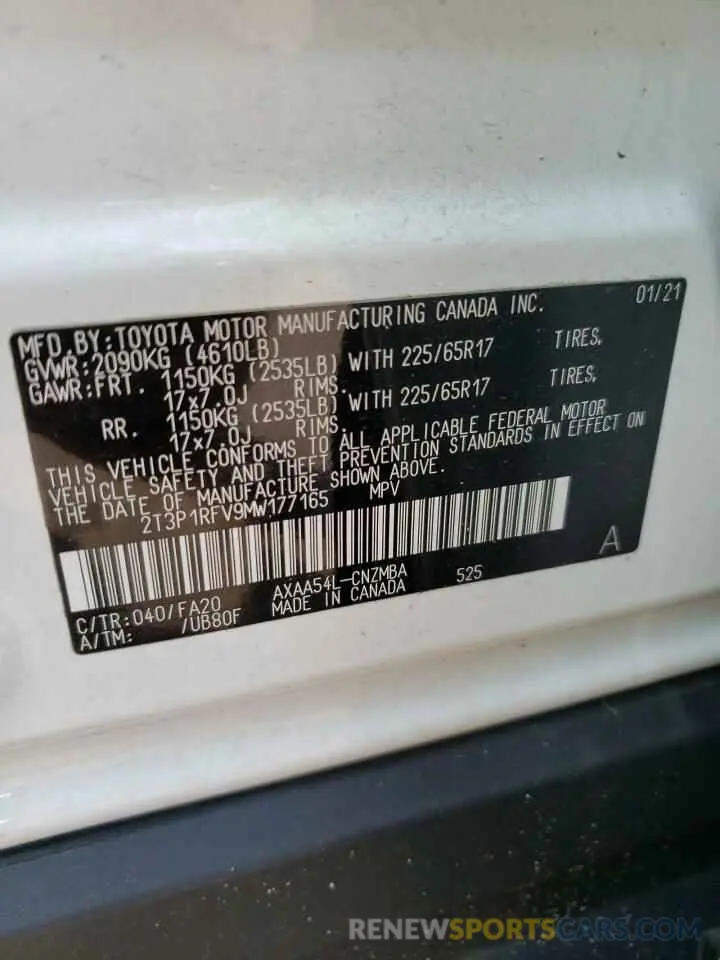 MFD. BY: TOYOTA MOTOR MANUFACTURING CANADA INC. 01/21
GVWR: 2090KG (4610LB)
GAWR: FRT. 1150KG (2535LB) WITH 225/65R17 TIRES,
17x7.0J RIMS.
RR. 1150KG (2535LB) WITH 225/65R17 TIRES,
17x7.0J RIMS.
THIS VEHICLE CONFORMS TO ALL APPLICABLE FEDERAL MOTOR
VEHICLE SAFETY AND THEFT PREVENTION STANDARDS IN EFFECT ON
THE DATE OF MANUFACTURE SHOWN ABOVE.
2T3P1RFV9MW177165 MPV
A
C/TR: 040/FA20 AXAA54L-CNZMBA 525
A/TM: /UB80F MADE IN CANADA
RENEWSPORTSCARS.COM